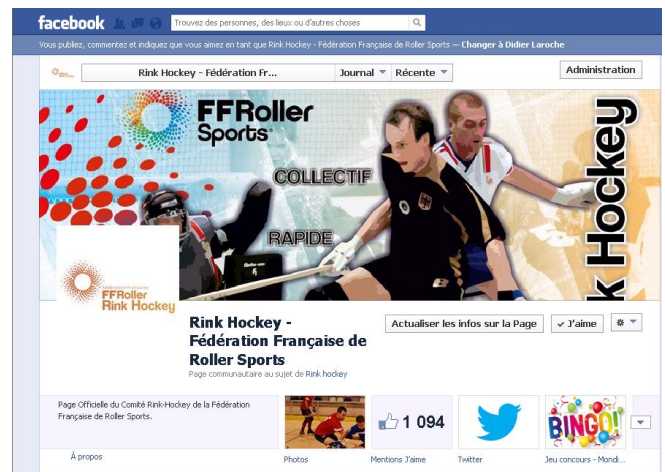 facebook
Trouvez des personnes, des lieux ou d'autres choses
Vous publiez, commentez et indiquez que vous aimez en tant que Rink Hockey - Fédération Française de Roller Sports — Changer à Didier Laroche
Rink Hockey - Fédération Fr...
Journal
Récente
Administration
FFRoller
Sports
COLLECTIF
RAPIDE
k Hockey
FFRoller
Rink Hockey
Rink Hockey -
Fédération Française de
Roller Sports
Page communautaire au sujet de Rink hockey
Actualiser les infos sur la Page
✓ J'aime
Page Officielle du Comité Rink-Hockey de la Fédération
Française de Roller Sports.
À propos
1 094
BINGO!
Photos
Mentions J'aime
Twitter
Jeu concours - Mondi...